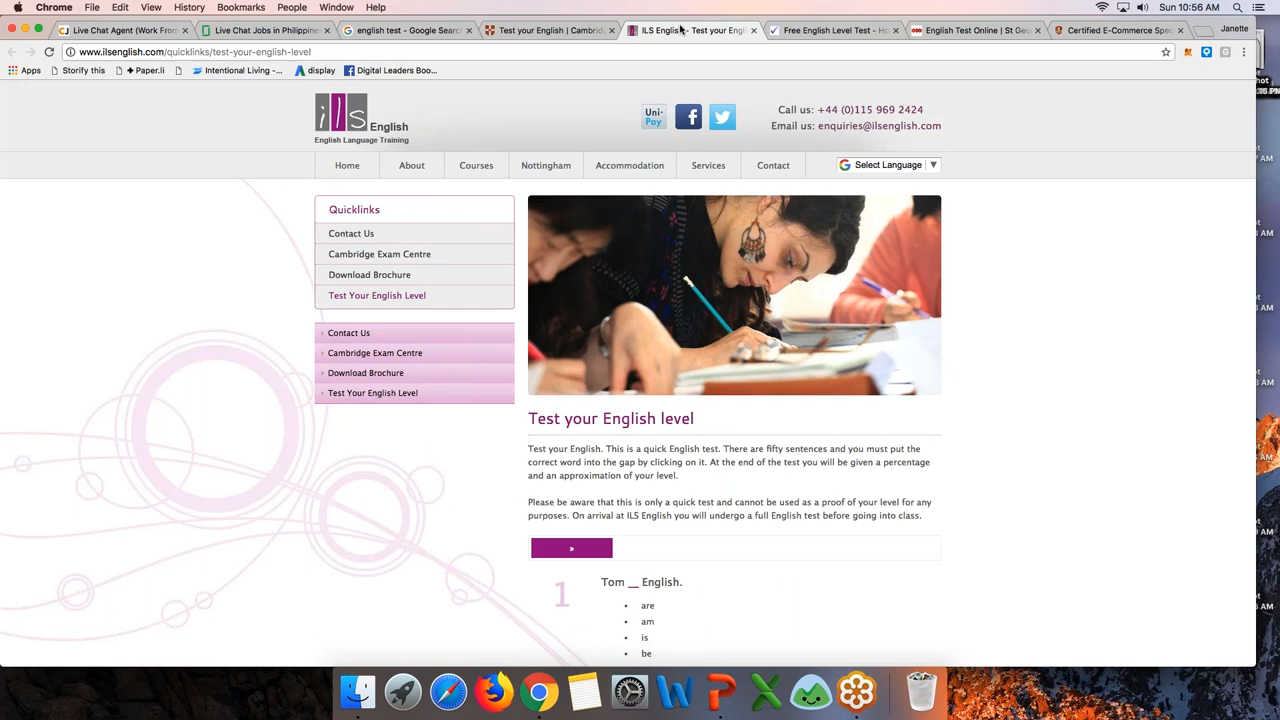 Chrome File Edit View History Bookmarks People Window Help Sun 10:56 AM
Live Chat Agent (Work From Live Chat Jobs in Philippine english test - Google Search Test your English | Cambrid ILS English - Test your Engl Free English Level Test - Ho English Test Online | St Geo Certified E-Commerce Spec Janette
www.ilsenglish.com/quicklinks/test-your-english-level
Apps Storify this + Paper.li Intentional Living -... display Digital Leaders Boo...
ils English
English Language Training
Uni-Pay
Call us: +44 (0)115 969 2424
Email us: enquiries@ilsenglish.com
Home About Courses Nottingham Accommodation Services Contact Select Language ▼
Quicklinks
Contact Us
Cambridge Exam Centre
Download Brochure
Test Your English Level
Contact Us
Cambridge Exam Centre
Download Brochure
Test Your English Level
Test your English level
Test your English. This is a quick English test. There are fifty sentences and you must put the
correct word into the gap by clicking on it. At the end of the test you will be given a percentage
and an approximation of your level.
Please be aware that this is only a quick test and cannot be used as a proof of your level for any
purposes. On arrival at ILS English you will undergo a full English test before going into class.
»
1 Tom __ English.
• are
• am
• is
• be